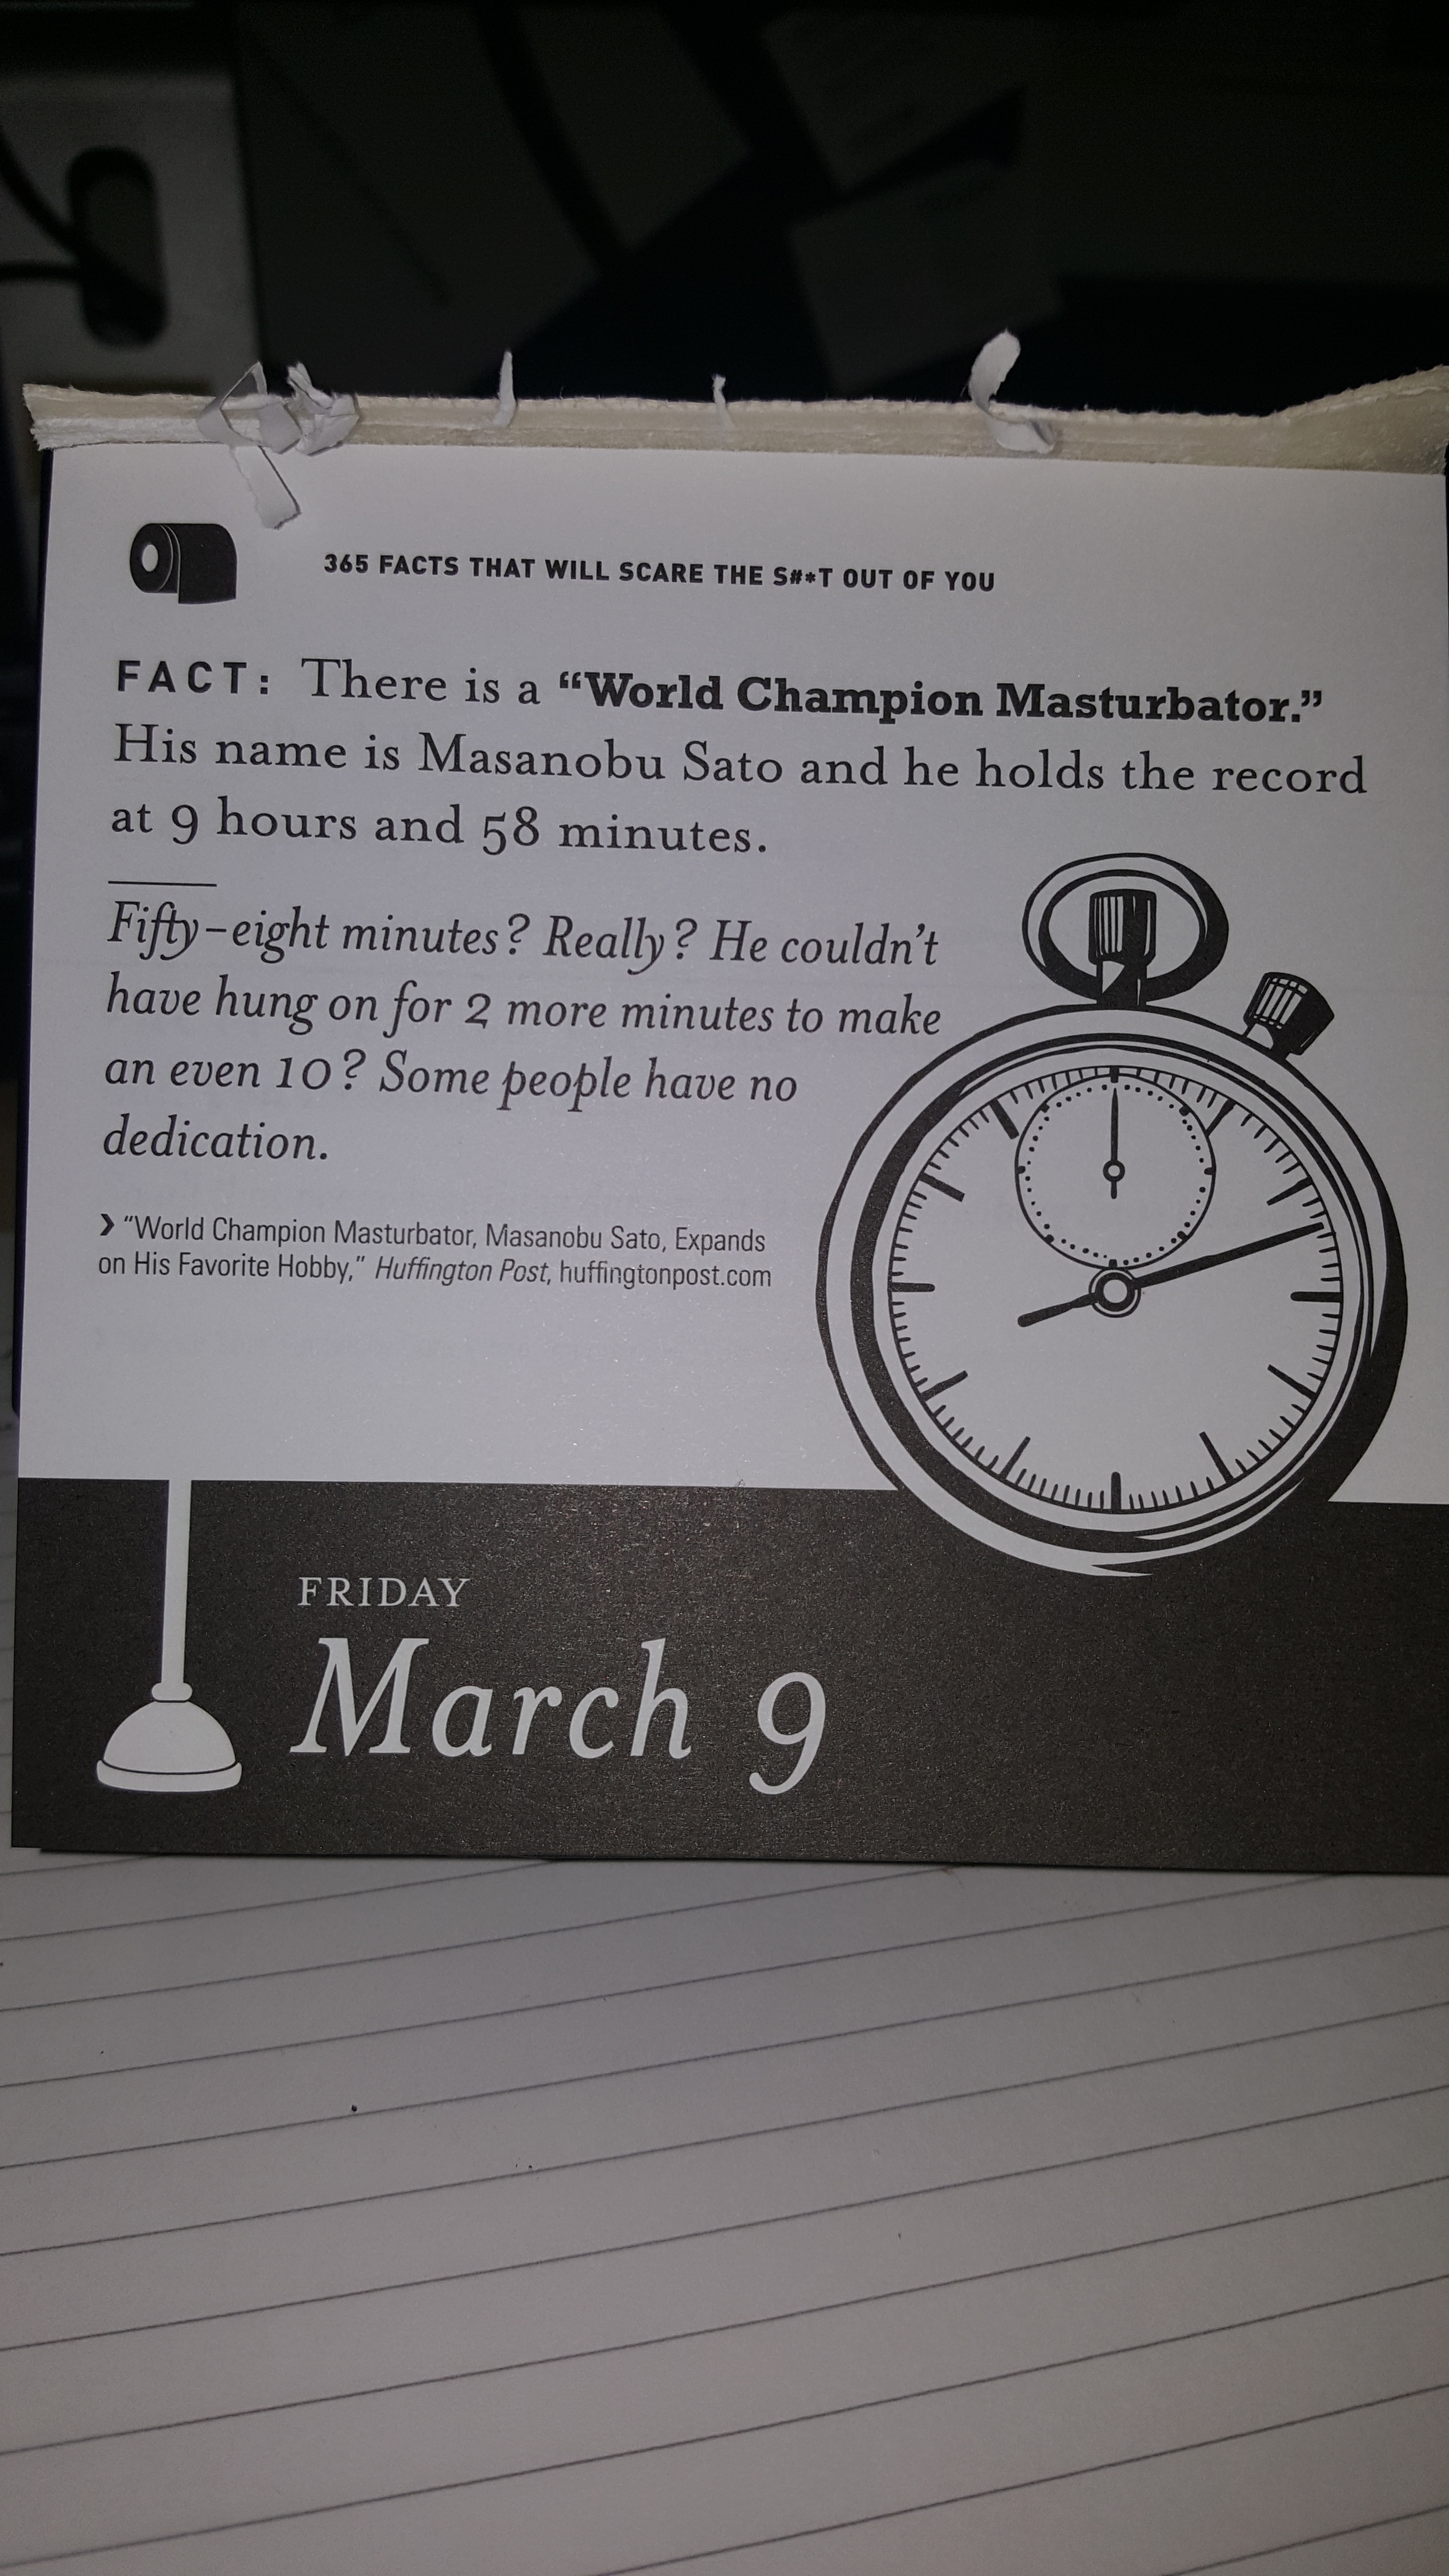 365 FACTS THAT WILL SCARE THE S#*T OUT OF YOU
FACT: There is a “World Champion Masturbator.”
His name is Masanobu Sato and he holds the record
at 9 hours and 58 minutes.
Fifty-eight minutes? Really? He couldn’t
have hung on for 2 more minutes to make
an even 10? Some people have no
dedication.
❯ “World Champion Masturbator, Masanobu Sato, Expands
on His Favorite Hobby,” Huffington Post, huffingtonpost.com
FRIDAY
March 9